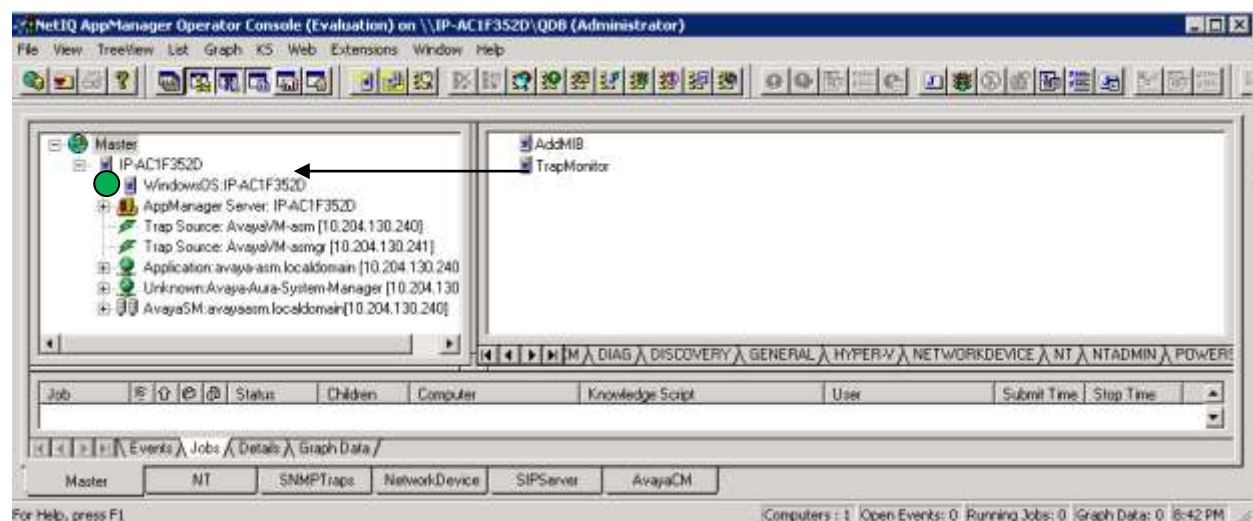 NetIQ AppManager Operator Console (Evaluation) on \\IP-AC1F352D\QDB (Administrator)
File View TreeView List Graph KS Web Extensions Window Help
Master
IP-AC1F352D
WindowsOS:IP-AC1F352D
AppManager Server: IP-AC1F352D
Trap Source: AvayaVM-asm [10.204.130.240]
Trap Source: AvayaVM-asmgr [10.204.130.241]
Application:avaya-asm.localdomain [10.204.130.240
Unknown:Avaya-Aura-System-Manager [10.204.130
AvayaSM:avayaasm.localdomain[10.204.130.240]
AddMIB
TrapMonitor
M DIAG DISCOVERY GENERAL HYPER-V NETWORKDEVICE NT NTADMIN POWERS
Job Status Children Computer Knowledge Script User Submit Time Stop Time
Events Jobs Details Graph Data
Master NT SNMPTraps NetworkDevice SIPServer AvayaCM
For Help, press F1
Computers : 1 Open Events: 0 Running Jobs: 0 Graph Data: 0 8:42 PM